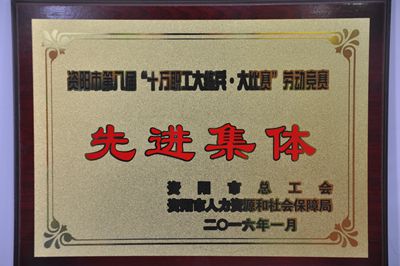 资阳市第八届“十万职工大练兵·大比赛”劳动竞赛
先进集体
资阳市总工会
资阳市人力资源和社会保障局
二〇一六年一月